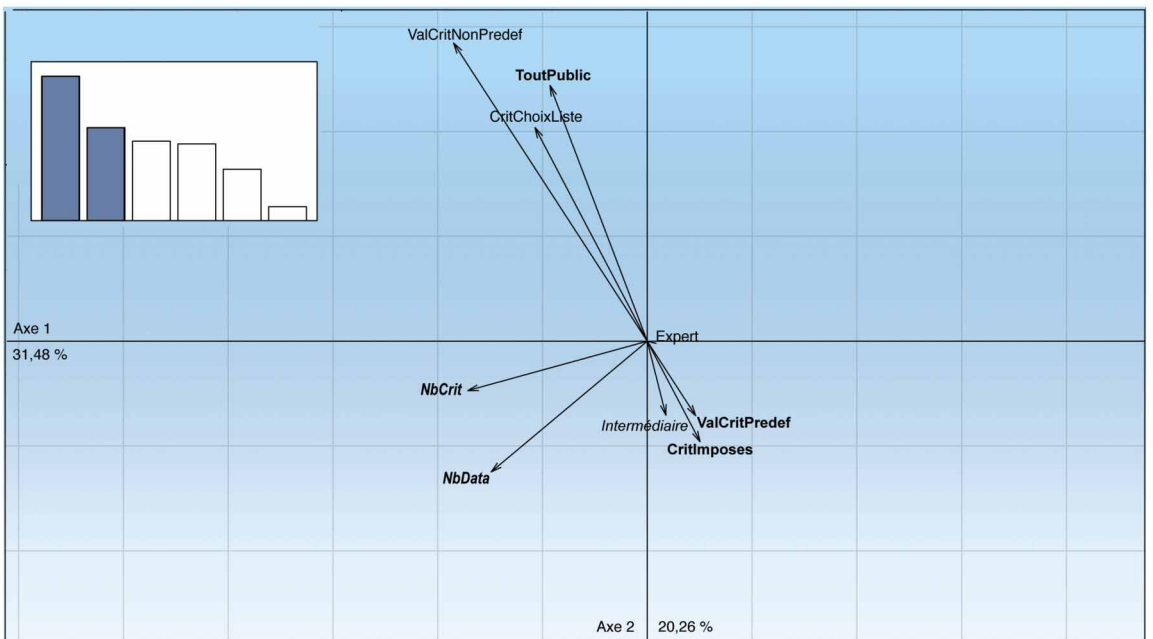 ValCritNonPredef
ToutPublic
CritChoixListe
Axe 1
31,48 %
Expert
NbCrit
Intermédiaire
ValCritPredef
CritImposes
NbData
Axe 2
20,26 %